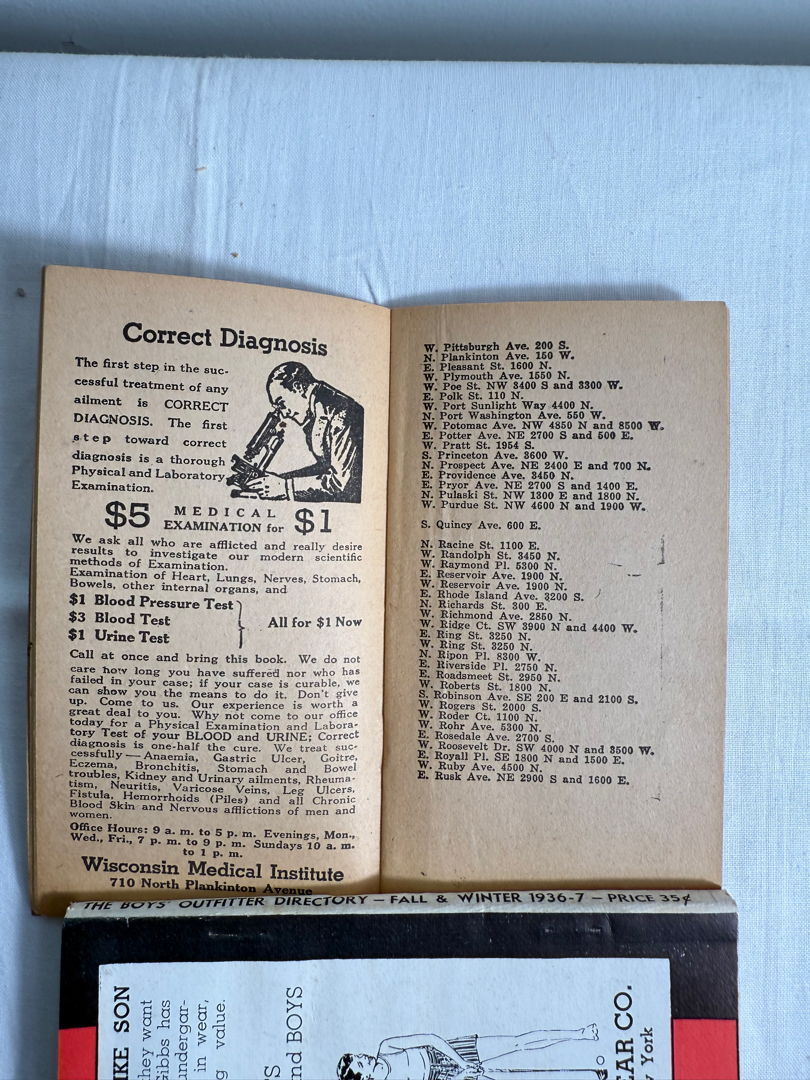 Correct Diagnosis
The first step in the suc-
cessful treatment of any
ailment is CORRECT
DIAGNOSIS. The first
step toward correct
diagnosis is a thorough
Physical and Laboratory
Examination.
$5 MEDICAL EXAMINATION for $1
We ask all who are afflicted and really desire
results to investigate our modern scientific
methods of Examination.
Examination of Heart, Lungs, Nerves, Stomach,
Bowels, other internal organs, and
$1 Blood Pressure Test
$3 Blood Test
$1 Urine Test
All for $1 Now
Call at once and bring this book. We do not
care how long you have suffered nor who has
failed in your case; if your case is curable, we
can show you the means to do it. Don't give
up. Come to us. Our experience is worth a
great deal to you. Why not come to our office
today for a Physical Examination and Labora-
tory Test of your BLOOD and URINE; Correct
diagnosis is one-half the cure. We treat suc-
cessfully—Anaemia, Gastric Ulcer, Goitre,
Eczema, Bronchitis, Stomach and Bowel
troubles, Kidney and Urinary ailments, Rheuma-
tism, Neuritis, Varicose Veins, Leg Ulcers,
Fistula, Hemorrhoids (Piles) and all Chronic
Blood Skin and Nervous afflictions of men and
women.
Office Hours: 9 a. m. to 5 p. m. Evenings, Mon.,
Wed., Fri., 7 p. m. to 9 p. m. Sundays 10 a. m.
to 1 p. m.
Wisconsin Medical Institute
710 North Plankinton Avenue
W. Pittsburgh Ave. 200 S.
N. Plankinton Ave. 150 W.
E. Pleasant St. 1600 N.
W. Plymouth Ave. 1550 N.
W. Poe St. NW 3400 S and 3300 W.
E. Polk St. 110 N.
W. Port Sunlight Way 4400 N.
N. Port Washington Ave. 550 W.
W. Potomac Ave. NW 4850 N and 8500 W.
E. Potter Ave. NE 2700 S and 500 E.
W. Pratt St. 1954 S.
S. Princeton Ave. 3600 W.
N. Prospect Ave. NE 2400 E and 700 N.
E. Providence Ave. 3450 N.
E. Pryor Ave. NE 2700 S and 1400 E.
N. Pulaski St. NW 1300 E and 1800 N.
W. Purdue St. NW 4600 N and 1900 W.
S. Quincy Ave. 600 E.
N. Racine St. 1100 E.
W. Randolph St. 3450 N.
W. Raymond Pl. 5300 N.
E. Reservoir Ave. 1900 N.
W. Reservoir Ave. 1900 N.
E. Rhode Island Ave. 3200 S.
N. Richards St. 300 E.
W. Richmond Ave. 2850 N.
W. Ridge Ct. SW 3900 N and 4400 W.
E. Ring St. 3250 N.
W. Ring St. 3250 N.
N. Ripon Pl. 8300 W.
E. Riverside Pl. 2750 N.
E. Roadsmeet St. 2950 N.
W. Roberts St. 1800 N.
S. Robinson Ave. SE 200 E and 2100 S.
W. Rogers St. 2000 S.
W. Roder Ct. 1100 N.
W. Rohr Ave. 5300 N.
E. Rosedale Ave. 2700 S.
W. Roosevelt Dr. SW 4000 N and 3500 W.
E. Royall Pl. SE 1800 N and 1500 E.
W. Ruby Ave. 4500 N.
E. Rusk Ave. NE 2900 S and 1600 E.
THE BOYS' OUTFITTER DIRECTORY – FALL & WINTER 1936-7 – PRICE 35¢
IKE SON
they want
Gibbs has
undergar-
in wear,
g value.
S
nd BOYS
AR CO.
York